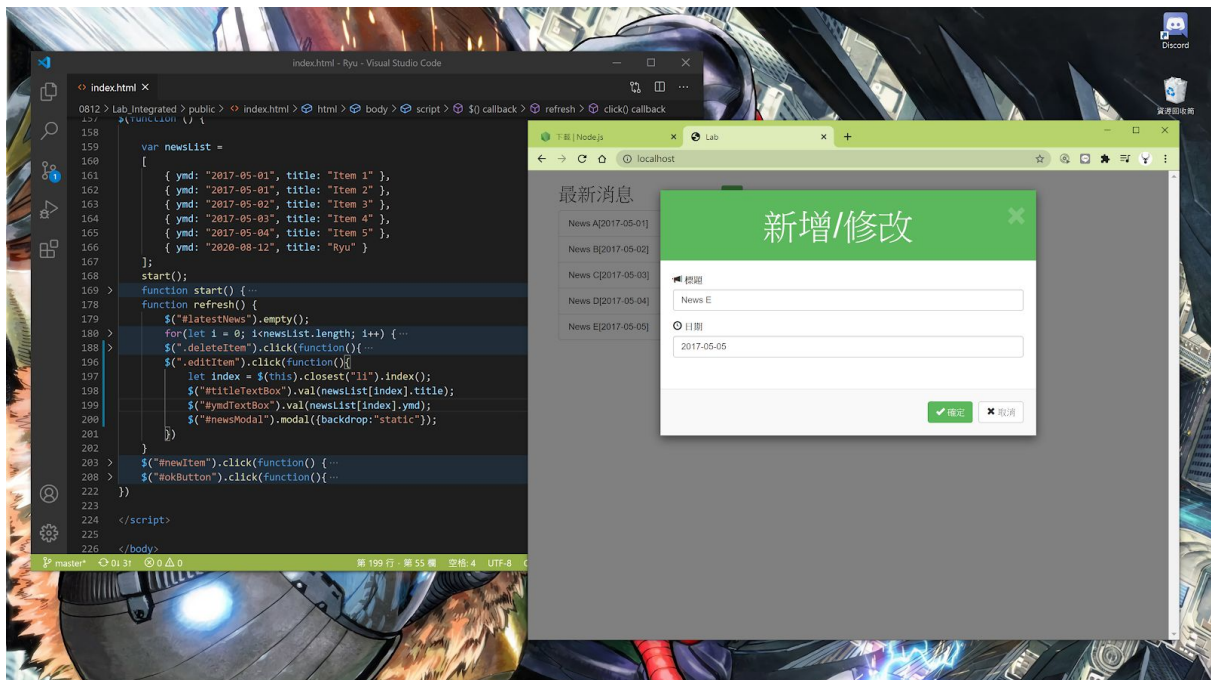 Discord
資源回收筒
index.html - Ryu - Visual Studio Code
index.html
0812 > Lab_Integrated > public > index.html > html > body > script > $() callback > refresh > click() callback
157 $(function () {
158
159 var newsList =
160 [
161 { ymd: "2017-05-01", title: "Item 1" },
162 { ymd: "2017-05-01", title: "Item 2" },
163 { ymd: "2017-05-02", title: "Item 3" },
164 { ymd: "2017-05-03", title: "Item 4" },
165 { ymd: "2017-05-04", title: "Item 5" },
166 { ymd: "2020-08-12", title: "Ryu" }
167 ];
168 start();
169 > function start() { ⋯
178 function refresh() {
179 $("#latestNews").empty();
180 > for(let i = 0; i<newsList.length; i++) { ⋯
188 > $(".deleteItem").click(function(){ ⋯
196 $(".editItem").click(function(){
197 let index = $(this).closest("li").index();
198 $("#titleTextBox").val(newsList[index].title);
199 $("#ymdTextBox").val(newsList[index].ymd);
200 $("#newsModal").modal({backdrop:"static"});
201 })
202 }
203 > $("#newItem").click(function() { ⋯
208 > $("#okButton").click(function(){ ⋯
222 })
223
224 </script>
225
226 </body>
1
master* 0↓ 3↑ 0 0
第 199 行,第 55 欄 空格: 4 UTF-8
下載 | Node.js
Lab
localhost
最新消息
News A[2017-05-01]
News B[2017-05-02]
News C[2017-05-03]
News D[2017-05-04]
News E[2017-05-05]
新增/修改
標題
News E
日期
2017-05-05
確定
取消